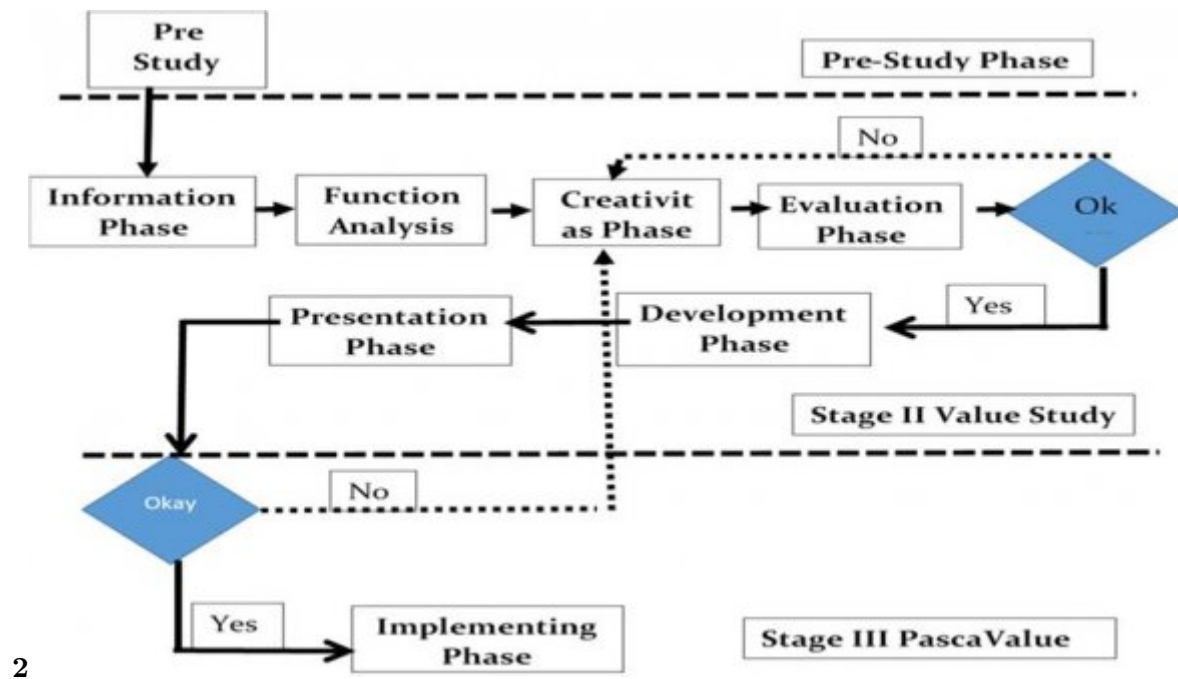 Pre
Study
Pre-Study Phase
No
Information
Phase
Function
Analysis
Creativit
as Phase
Evaluation
Phase
Ok
Presentation
Phase
Development
Phase
Yes
Stage II Value Study
Okay
No
Yes
Implementing
Phase
Stage III PascaValue
2